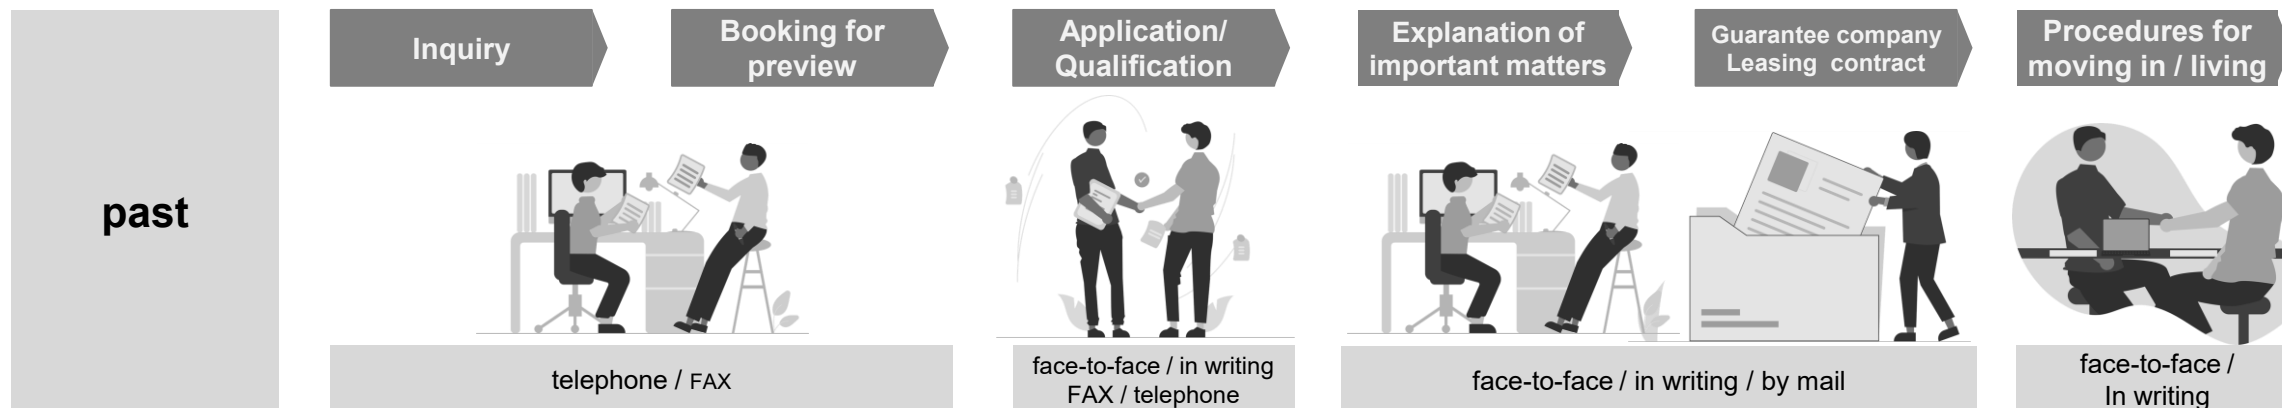 past
Inquiry
Booking for
preview
Application/
Qualification
Explanation of
important matters
Guarantee company
Leasing contract
Procedures for
moving in / living
telephone / FAX
face-to-face / in writing
FAX / telephone
face-to-face / in writing / by mail
face-to-face /
In writing